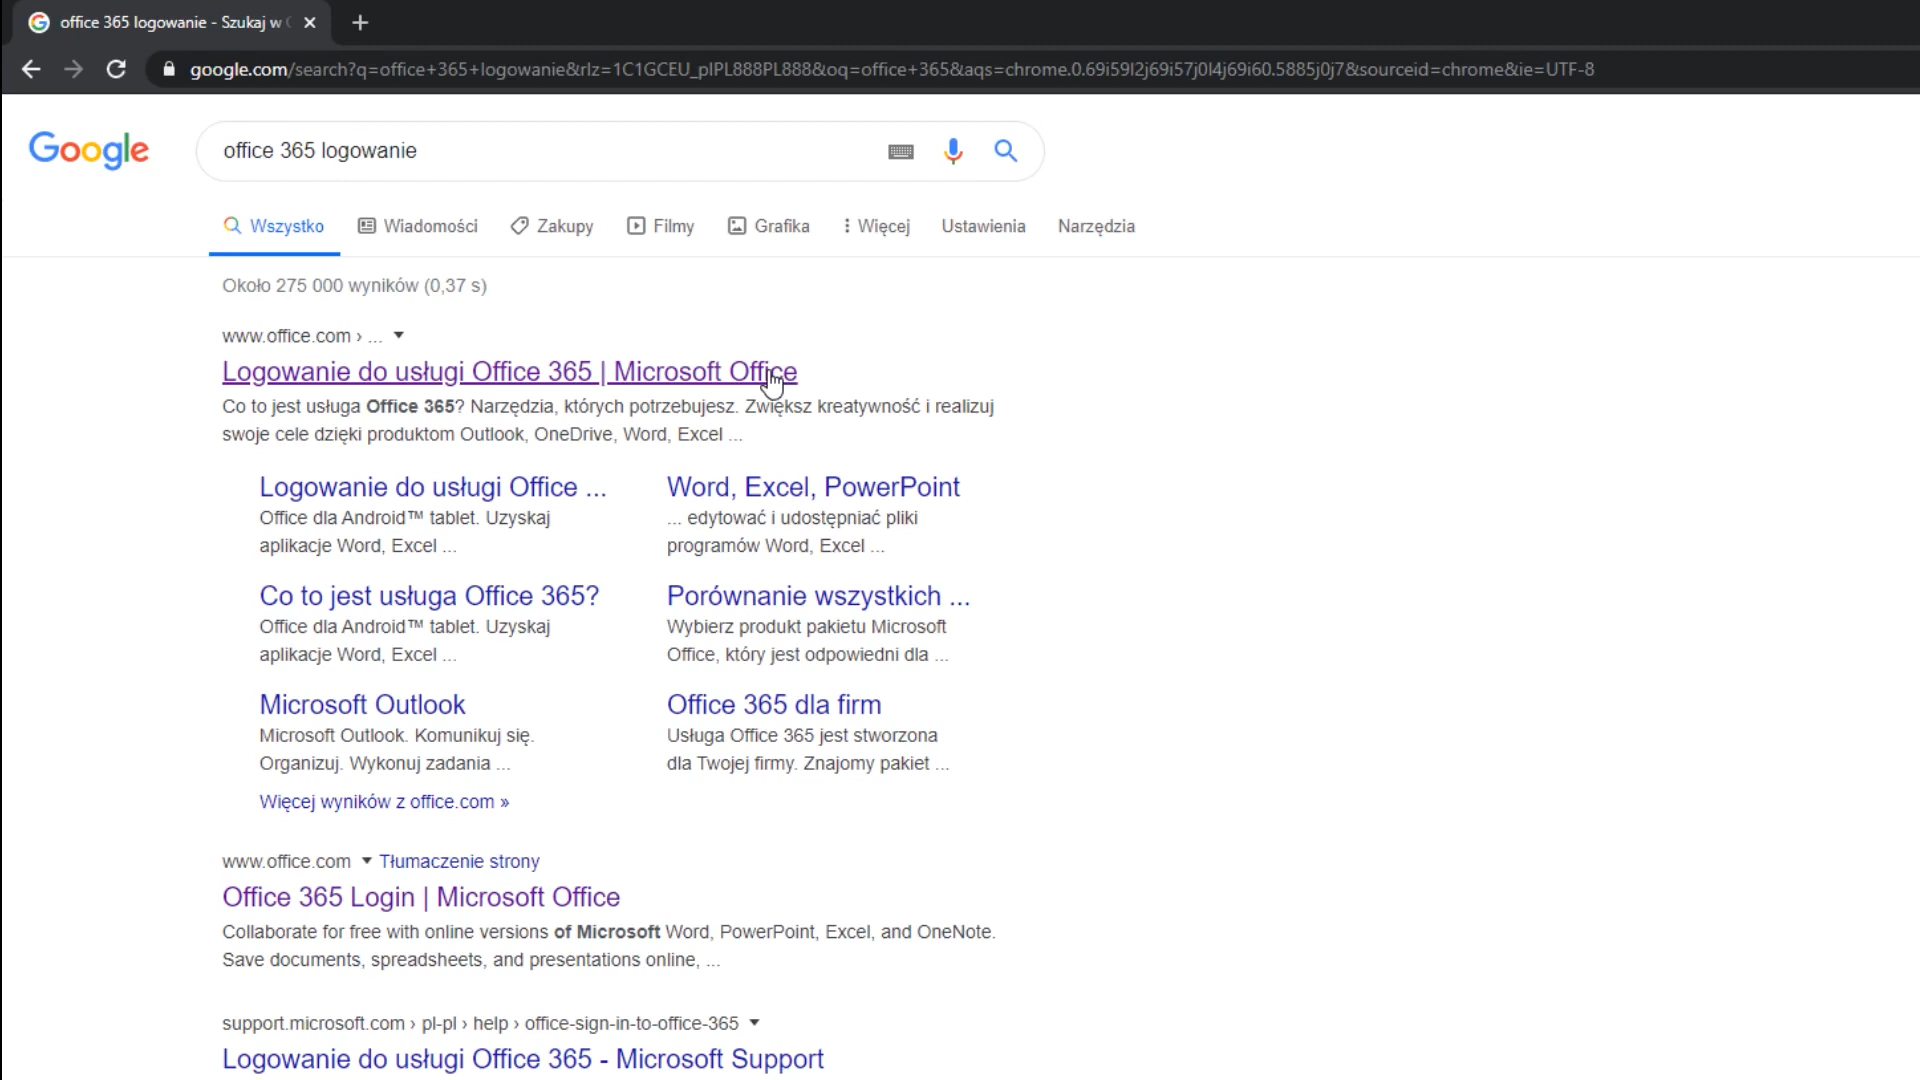 office 365 logowanie - Szukaj w
google.com/search?q=office+365+logowanie&rlz=1C1GCEU_plPL888PL888&oq=office+365&aqs=chrome.0.69i59l2j69i57j0l4j69i60.5885j0j7&sourceid=chrome&ie=UTF-8
Google
office 365 logowanie
Wszystko Wiadomości Zakupy Filmy Grafika Więcej Ustawienia Narzędzia
Około 275 000 wyników (0,37 s)
www.office.com › ...
Logowanie do usługi Office 365 | Microsoft Office
Co to jest usługa Office 365? Narzędzia, których potrzebujesz. Zwiększ kreatywność i realizuj
swoje cele dzięki produktom Outlook, OneDrive, Word, Excel ...
Logowanie do usługi Office ...
Office dla Android™ tablet. Uzyskaj
aplikacje Word, Excel ...
Word, Excel, PowerPoint
... edytować i udostępniać pliki
programów Word, Excel ...
Co to jest usługa Office 365?
Office dla Android™ tablet. Uzyskaj
aplikacje Word, Excel ...
Porównanie wszystkich ...
Wybierz produkt pakietu Microsoft
Office, który jest odpowiedni dla ...
Microsoft Outlook
Microsoft Outlook. Komunikuj się.
Organizuj. Wykonuj zadania ...
Office 365 dla firm
Usługa Office 365 jest stworzona
dla Twojej firmy. Znajomy pakiet ...
Więcej wyników z office.com »
www.office.com Tłumaczenie strony
Office 365 Login | Microsoft Office
Collaborate for free with online versions of Microsoft Word, PowerPoint, Excel, and OneNote.
Save documents, spreadsheets, and presentations online, ...
support.microsoft.com › pl-pl › help › office-sign-in-to-office-365
Logowanie do usługi Office 365 - Microsoft Support